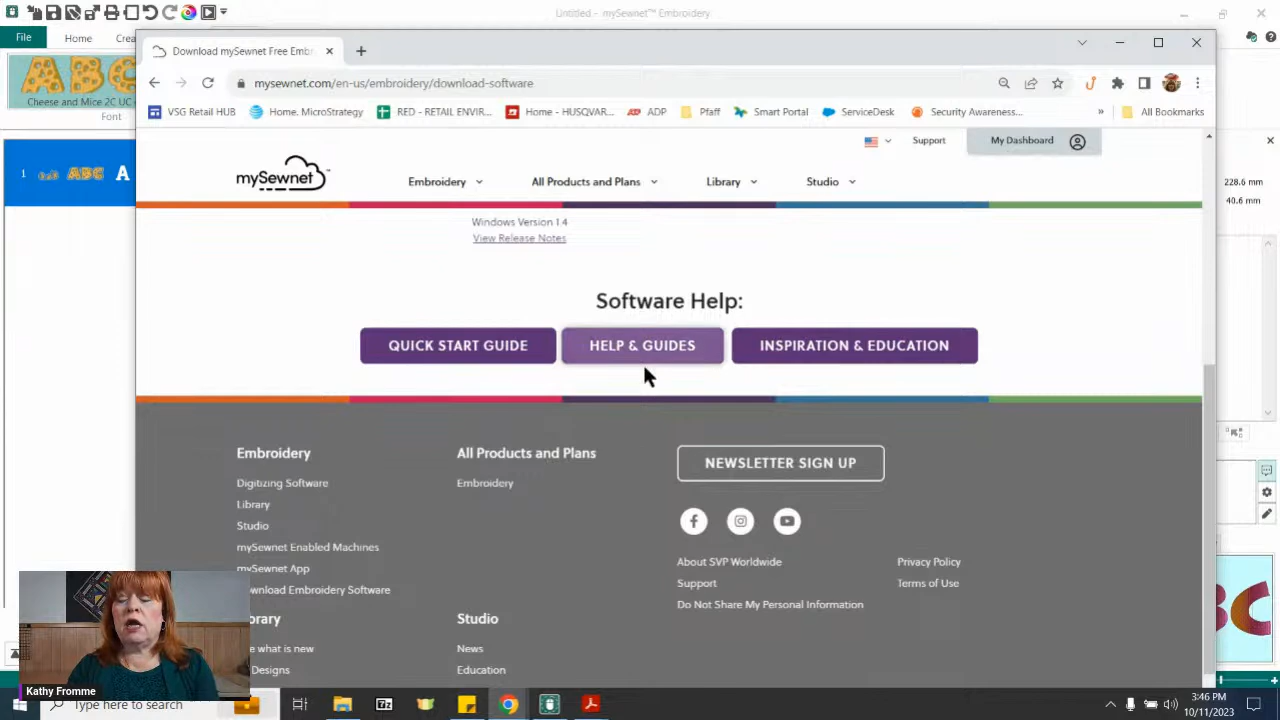 Untitled - mySewnet™ Embroidery
File Home Crea
ABC
Cheese and Mice 2C UC
Font
1 ABC A
Download mySewnet Free Emb
mysewnet.com/en-us/embroidery/download-software
VSG Retail HUB Home. MicroStrategy RED - RETAIL ENVIR... Home - HUSQVAR... ADP Pfaff Smart Portal ServiceDesk Security Awareness... » All Bookmarks
Support My Dashboard
mySewnet™
Embroidery All Products and Plans Library Studio
228.6 mm
40.6 mm
Windows Version 1.4
View Release Notes
Software Help:
QUICK START GUIDE HELP & GUIDES INSPIRATION & EDUCATION
Embroidery
Digitizing Software
Library
Studio
mySewnet Enabled Machines
mySewnet App
ownload Embroidery Software
orary
e what is new
Designs
All Products and Plans
Embroidery
Studio
News
Education
NEWSLETTER SIGN UP
About SVP Worldwide
Support
Do Not Share My Personal Information
Privacy Policy
Terms of Use
Kathy Fromme
Type here to search
3:46 PM
10/11/2023